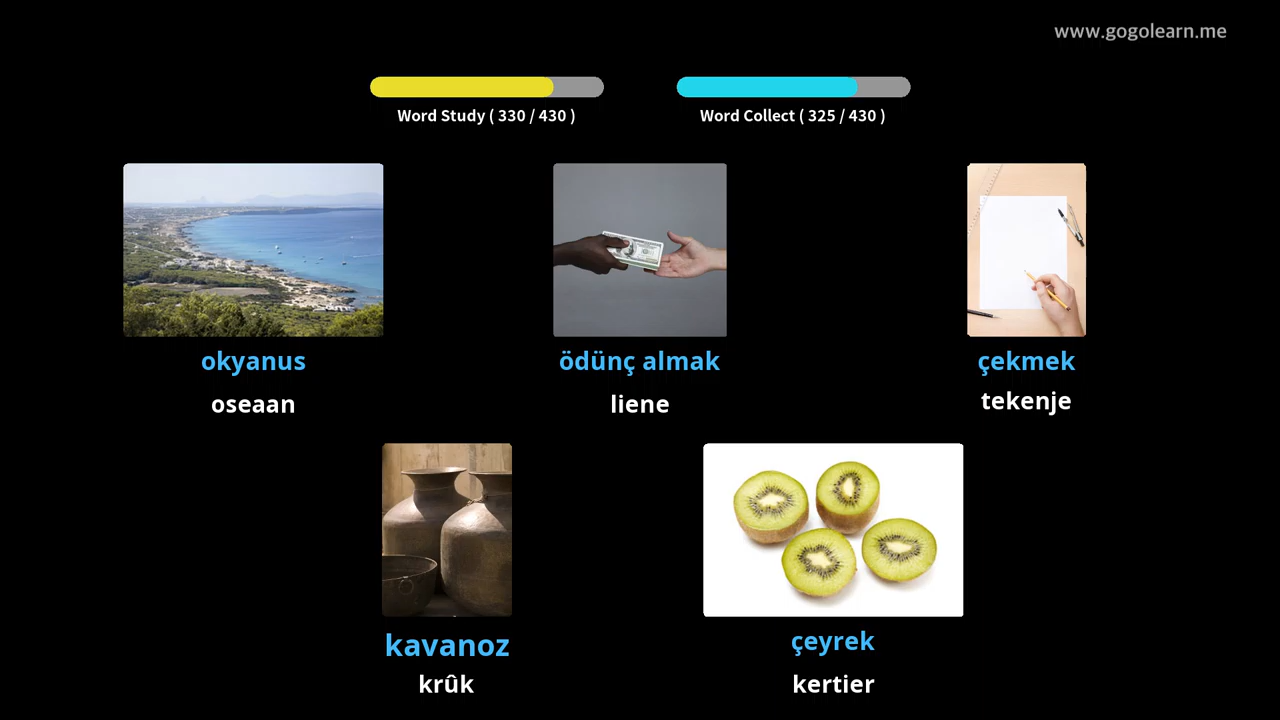 www.gogolearn.me
Word Study ( 330 / 430 )
Word Collect ( 325 / 430 )
okyanus
oseaan
ödünç almak
liene
çekmek
tekenje
kavanoz
krûk
çeyrek
kertier